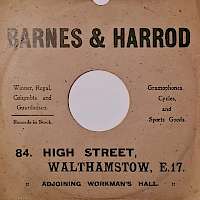 BARNES & HARROD
Winner, Regal,
Columbia and
Guardsman
Records in Stock.
Gramophones,
Cycles,
and
Sports Goods.
84. HIGH STREET,
WALTHAMSTOW, E.17.
ADJOINING WORKMAN'S HALL.